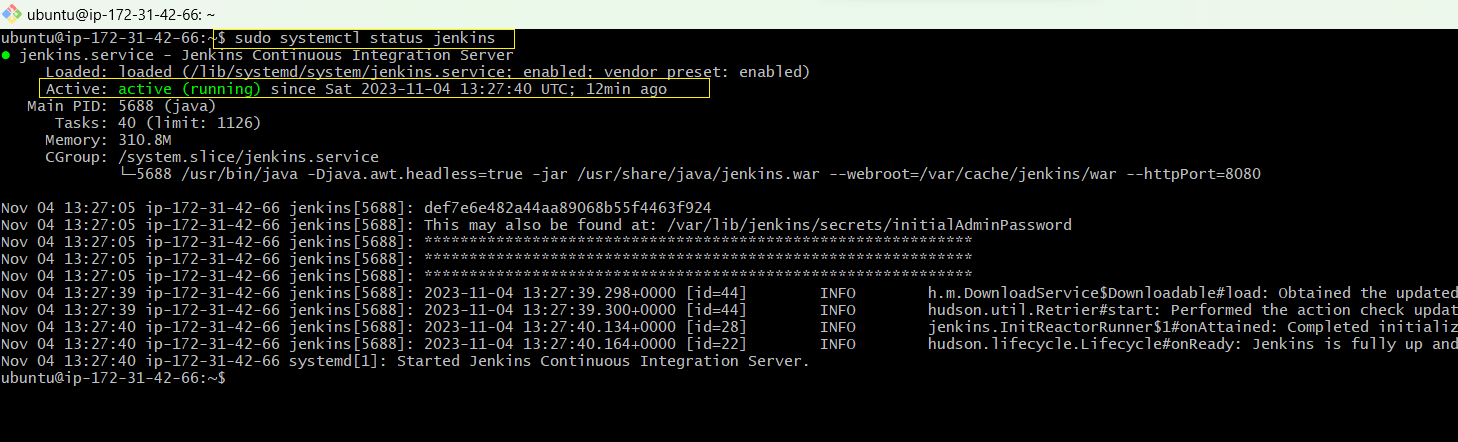 ubuntu@ip-172-31-42-66: ~
ubuntu@ip-172-31-42-66:~$ sudo systemctl status jenkins
● jenkins.service - Jenkins Continuous Integration Server
Loaded: loaded (/lib/systemd/system/jenkins.service; enabled; vendor preset: enabled)
Active: active (running) since Sat 2023-11-04 13:27:40 UTC; 12min ago
Main PID: 5688 (java)
Tasks: 40 (limit: 1126)
Memory: 310.8M
CGroup: /system.slice/jenkins.service
└─5688 /usr/bin/java -Djava.awt.headless=true -jar /usr/share/java/jenkins.war --webroot=/var/cache/jenkins/war --httpPort=8080
Nov 04 13:27:05 ip-172-31-42-66 jenkins[5688]: def7e6e482a44aa89068b55f4463f924
Nov 04 13:27:05 ip-172-31-42-66 jenkins[5688]: This may also be found at: /var/lib/jenkins/secrets/initialAdminPassword
Nov 04 13:27:05 ip-172-31-42-66 jenkins[5688]: *************************************************************
Nov 04 13:27:05 ip-172-31-42-66 jenkins[5688]: *************************************************************
Nov 04 13:27:05 ip-172-31-42-66 jenkins[5688]: *************************************************************
Nov 04 13:27:39 ip-172-31-42-66 jenkins[5688]: 2023-11-04 13:27:39.298+0000 [id=44] INFO h.m.DownloadService$Downloadable#load: Obtained the updated
Nov 04 13:27:39 ip-172-31-42-66 jenkins[5688]: 2023-11-04 13:27:39.300+0000 [id=44] INFO hudson.util.Retrier#start: Performed the action check updat
Nov 04 13:27:40 ip-172-31-42-66 jenkins[5688]: 2023-11-04 13:27:40.134+0000 [id=28] INFO jenkins.InitReactorRunner$1#onAttained: Completed initializ
Nov 04 13:27:40 ip-172-31-42-66 jenkins[5688]: 2023-11-04 13:27:40.164+0000 [id=22] INFO hudson.lifecycle.Lifecycle#onReady: Jenkins is fully up and
Nov 04 13:27:40 ip-172-31-42-66 systemd[1]: Started Jenkins Continuous Integration Server.
ubuntu@ip-172-31-42-66:~$